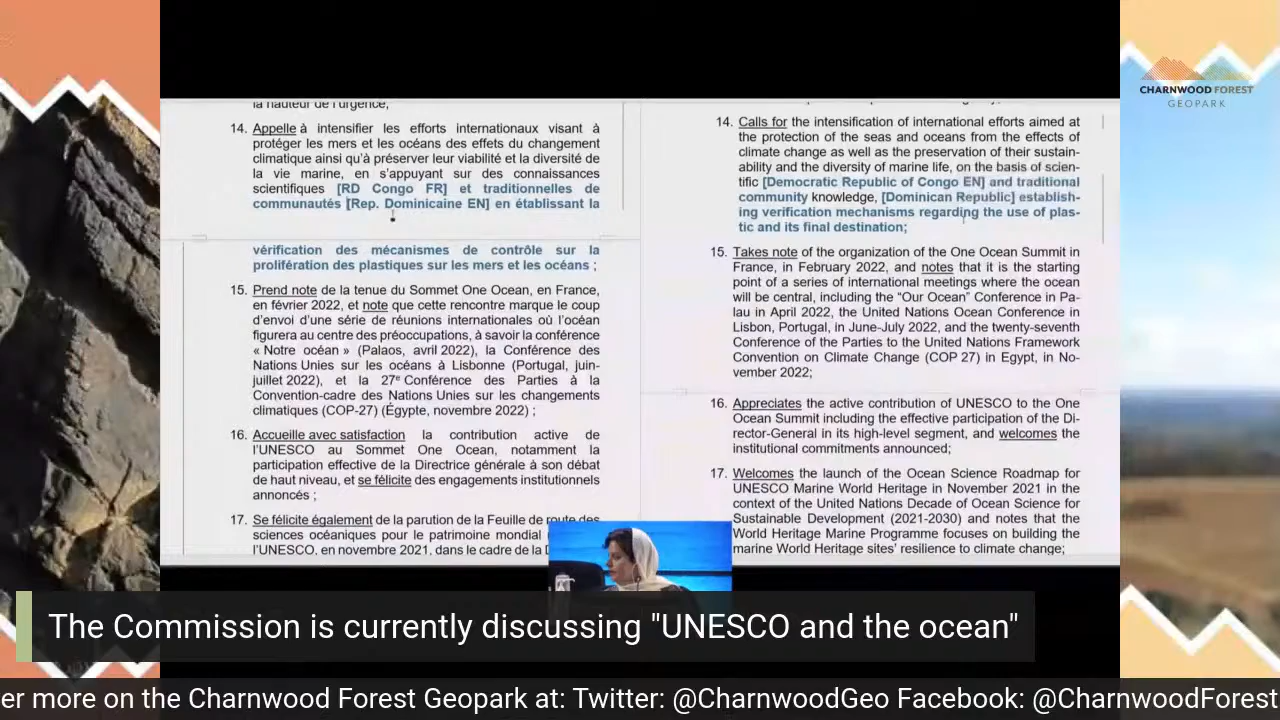 la hauteur de l'urgence;
14. Appelle à intensifier les efforts internationaux visant à
protéger les mers et les océans des effets du changement
climatique ainsi qu'à préserver leur viabilité et la diversité de
la vie marine, en s'appuyant sur des connaissances
scientifiques [RD Congo FR] et traditionnelles de
communautés [Rep. Dominicaine EN] en établissant la
vérification des mécanismes de contrôle sur la
prolifération des plastiques sur les mers et les océans ;
15. Prend note de la tenue du Sommet One Ocean, en France,
en février 2022, et note que cette rencontre marque le coup
d'envoi d'une série de réunions internationales où l'océan
figurera au centre des préoccupations, à savoir la conférence
« Notre océan » (Palaos, avril 2022), la Conférence des
Nations Unies sur les océans à Lisbonne (Portugal, juin-
juillet 2022), et la 27e Conférence des Parties à la
Convention-cadre des Nations Unies sur les changements
climatiques (COP-27) (Égypte, novembre 2022) ;
16. Accueille avec satisfaction la contribution active de
l'UNESCO au Sommet One Ocean, notamment la
participation effective de la Directrice générale à son débat
de haut niveau, et se félicite des engagements institutionnels
annoncés ;
17. Se félicite également de la parution de la Feuille de route des
sciences océaniques pour le patrimoine mondial
l'UNESCO, en novembre 2021, dans le cadre de la
14. Calls for the intensification of international efforts aimed at
the protection of the seas and oceans from the effects of
climate change as well as the preservation of their sustain-
ability and the diversity of marine life, on the basis of scien-
tific [Democratic Republic of Congo EN] and traditional
community knowledge, [Dominican Republic] establish-
ing verification mechanisms regarding the use of plas-
tic and its final destination;
15. Takes note of the organization of the One Ocean Summit in
France, in February 2022, and notes that it is the starting
point of a series of international meetings where the ocean
will be central, including the "Our Ocean" Conference in Pa-
lau in April 2022, the United Nations Ocean Conference in
Lisbon, Portugal, in June-July 2022, and the twenty-seventh
Conference of the Parties to the United Nations Framework
Convention on Climate Change (COP 27) in Egypt, in No-
vember 2022;
16. Appreciates the active contribution of UNESCO to the One
Ocean Summit including the effective participation of the Di-
rector-General in its high-level segment, and welcomes the
institutional commitments announced;
17. Welcomes the launch of the Ocean Science Roadmap for
UNESCO Marine World Heritage in November 2021 in the
context of the United Nations Decade of Ocean Science for
Sustainable Development (2021-2030) and notes that the
World Heritage Marine Programme focuses on building the
marine World Heritage sites' resilience to climate change;
CHARNWOOD FOREST
GEOPARK
The Commission is currently discussing "UNESCO and the ocean"
er more on the Charnwood Forest Geopark at: Twitter: @CharnwoodGeo Facebook: @CharnwoodForest